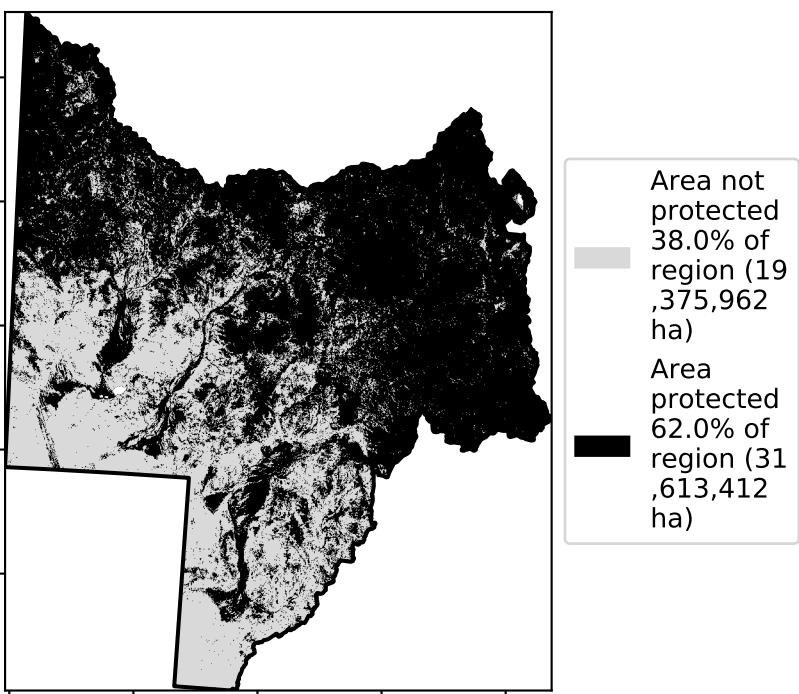 Area not
protected
38.0% of
region (19
,375,962
ha)
Area
protected
62.0% of
region (31
,613,412
ha)